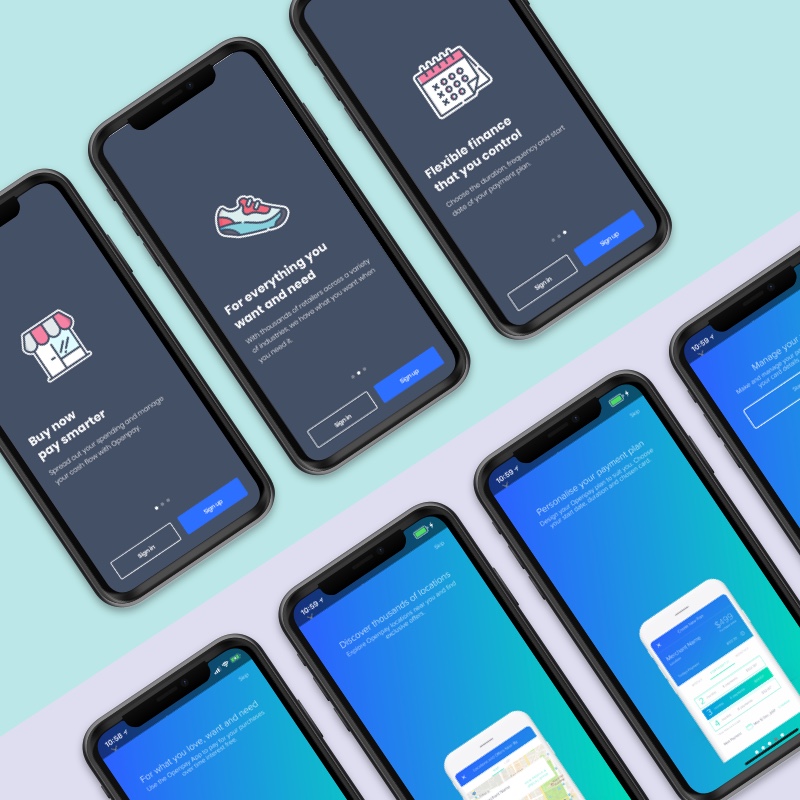 Flexible finance
that you control
Choose the duration, frequency and start
date of your payment plan.
Sign in
Sign up
For everything you
want and need
With thousands of retailers across a variety
of industries, we have what you want when
you need it.
Sign in
Sign up
Buy now
pay smarter
Spread out your spending and manage
your cash flow with Openpay.
Sign in
Sign up
10:59
Manage your
Make and manage your
your card details
10:59
Skip
Personalise your payment plan
Design your Openpay plan to suit you. Choose
your start date, duration and chosen card.
Create New Plan
Merchant Name
$499
2
3
4
10:59
Skip
Discover thousands of locations
Explore Openpay locations near you and find
exclusive offers.
10:58
Skip
For what you love, want and need
Use the Openpay App to pay for your purchases
over time interest free.